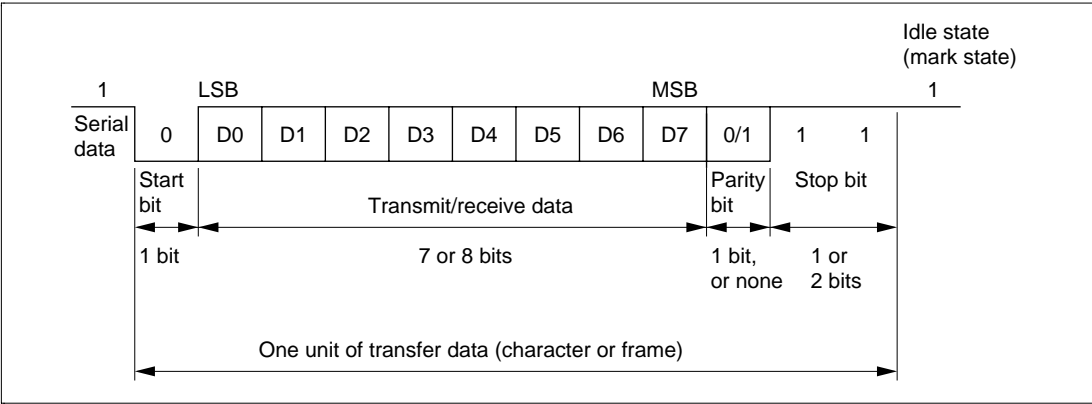 Idle state
(mark state)
1 LSB MSB 1
Serial
data
0 D0 D1 D2 D3 D4 D5 D6 D7 0/1 1 1
Start
bit
Transmit/receive data
Parity
bit
Stop bit
1 bit
7 or 8 bits
1 bit,
or none
1 or
2 bits
One unit of transfer data (character or frame)